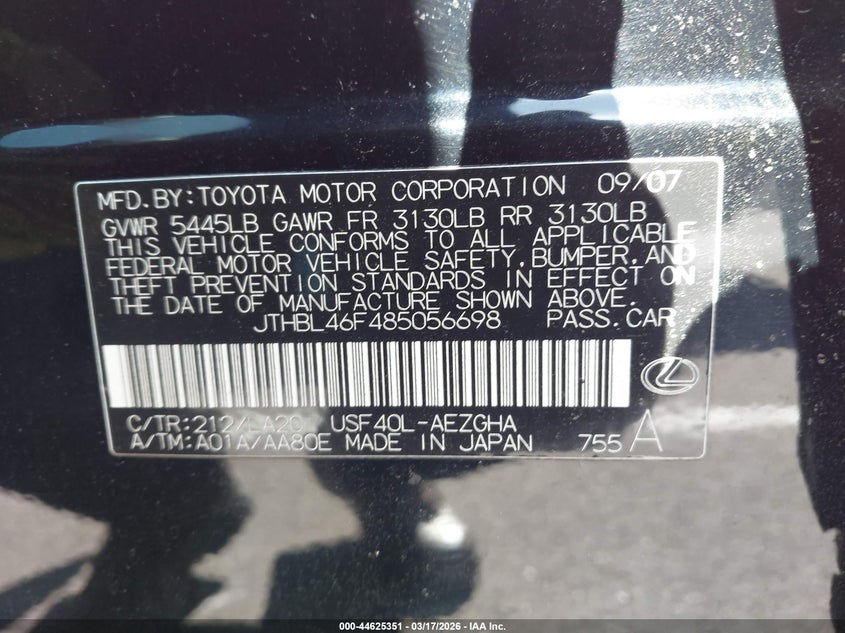 MFD.BY:TOYOTA MOTOR CORPORATION 09/07
GVWR 5445LB GAWR FR 3130LB RR 3130LB
THIS VEHICLE CONFORMS TO ALL APPLICABLE
FEDERAL MOTOR VEHICLE SAFETY,BUMPER,AND
THEFT PREVENTION STANDARDS IN EFFECT ON
THE DATE OF MANUFACTURE SHOWN ABOVE.
JTHBL46F485056698 PASS.CAR
C/TR:212/LA20 USF40L-AEZGHA
A/TM:A01A/AA80E MADE IN JAPAN 755 A
000-44625351 - 03/17/2026 - IAA Inc.